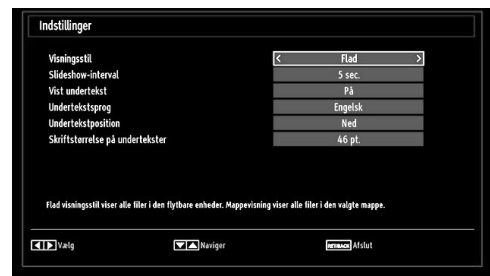 Indstillinger
Visningsstil < Flad >
Slideshow-interval 5 sec.
Vist undertekst På
Undertekstsprog Engelsk
Undertekstposition Ned
Skriftstørrelse på undertekster 46 pt.
Flad visningsstil viser alle filer i den flytbare enheder. Mappevisning viser alle filer i den valgte mappe.
Vælg Naviger RETBACK Afslut